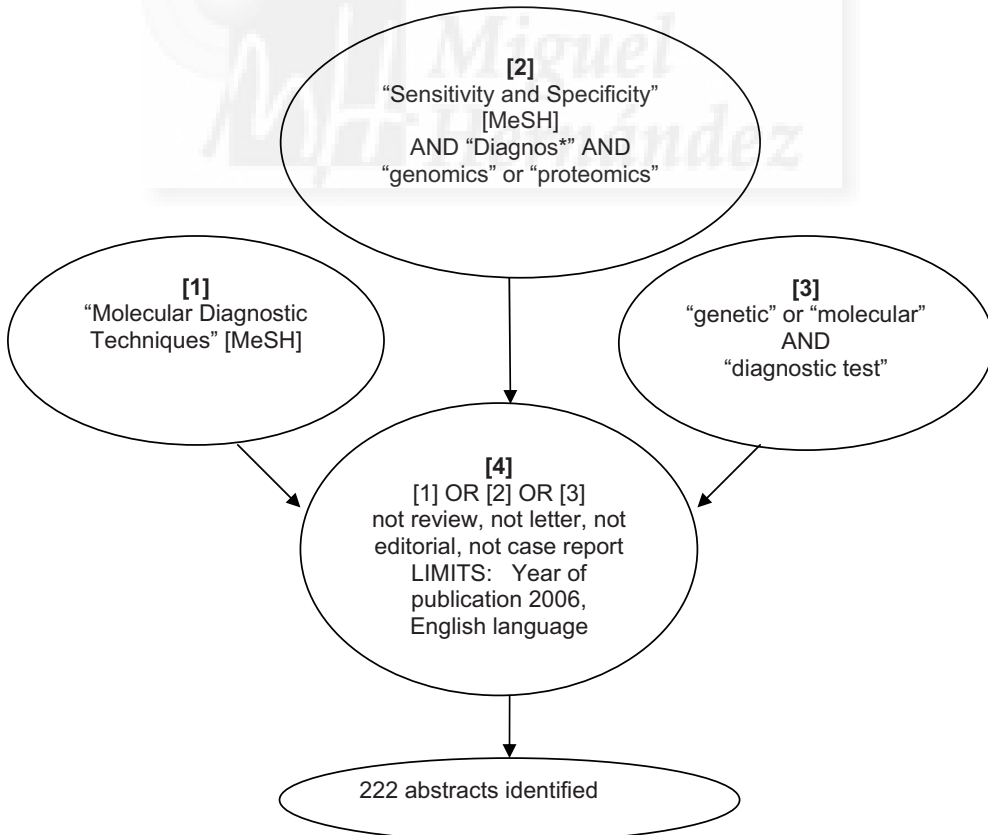 Miguel
Hernández
[2]
“Sensitivity and Specificity”
[MeSH]
AND “Diagnos*” AND
“genomics” or “proteomics”
[1]
“Molecular Diagnostic
Techniques” [MeSH]
[3]
“genetic” or “molecular”
AND
“diagnostic test”
[4]
[1] OR [2] OR [3]
not review, not letter, not
editorial, not case report
LIMITS: Year of
publication 2006,
English language
222 abstracts identified